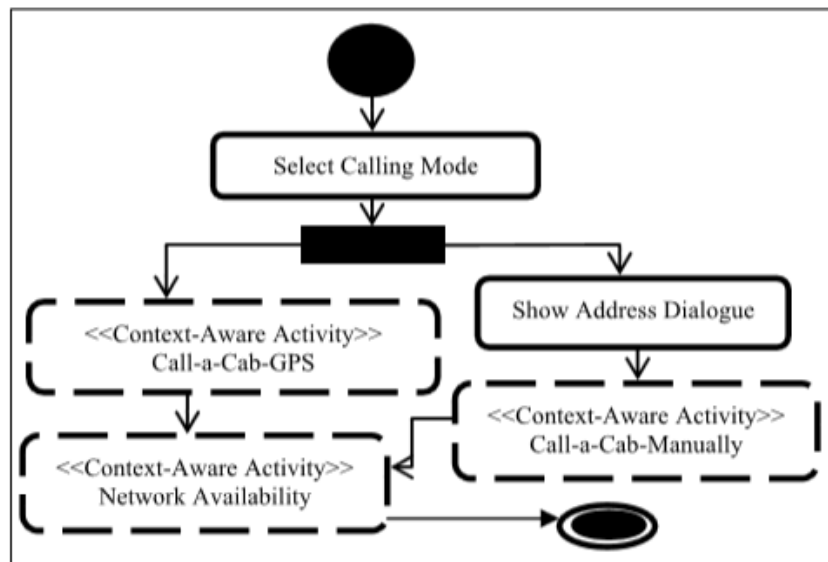 Select Calling Mode
<<Context-Aware Activity>>
Call-a-Cab-GPS
Show Address Dialogue
<<Context-Aware Activity>>
Call-a-Cab-Manually
<<Context-Aware Activity>>
Network Availability